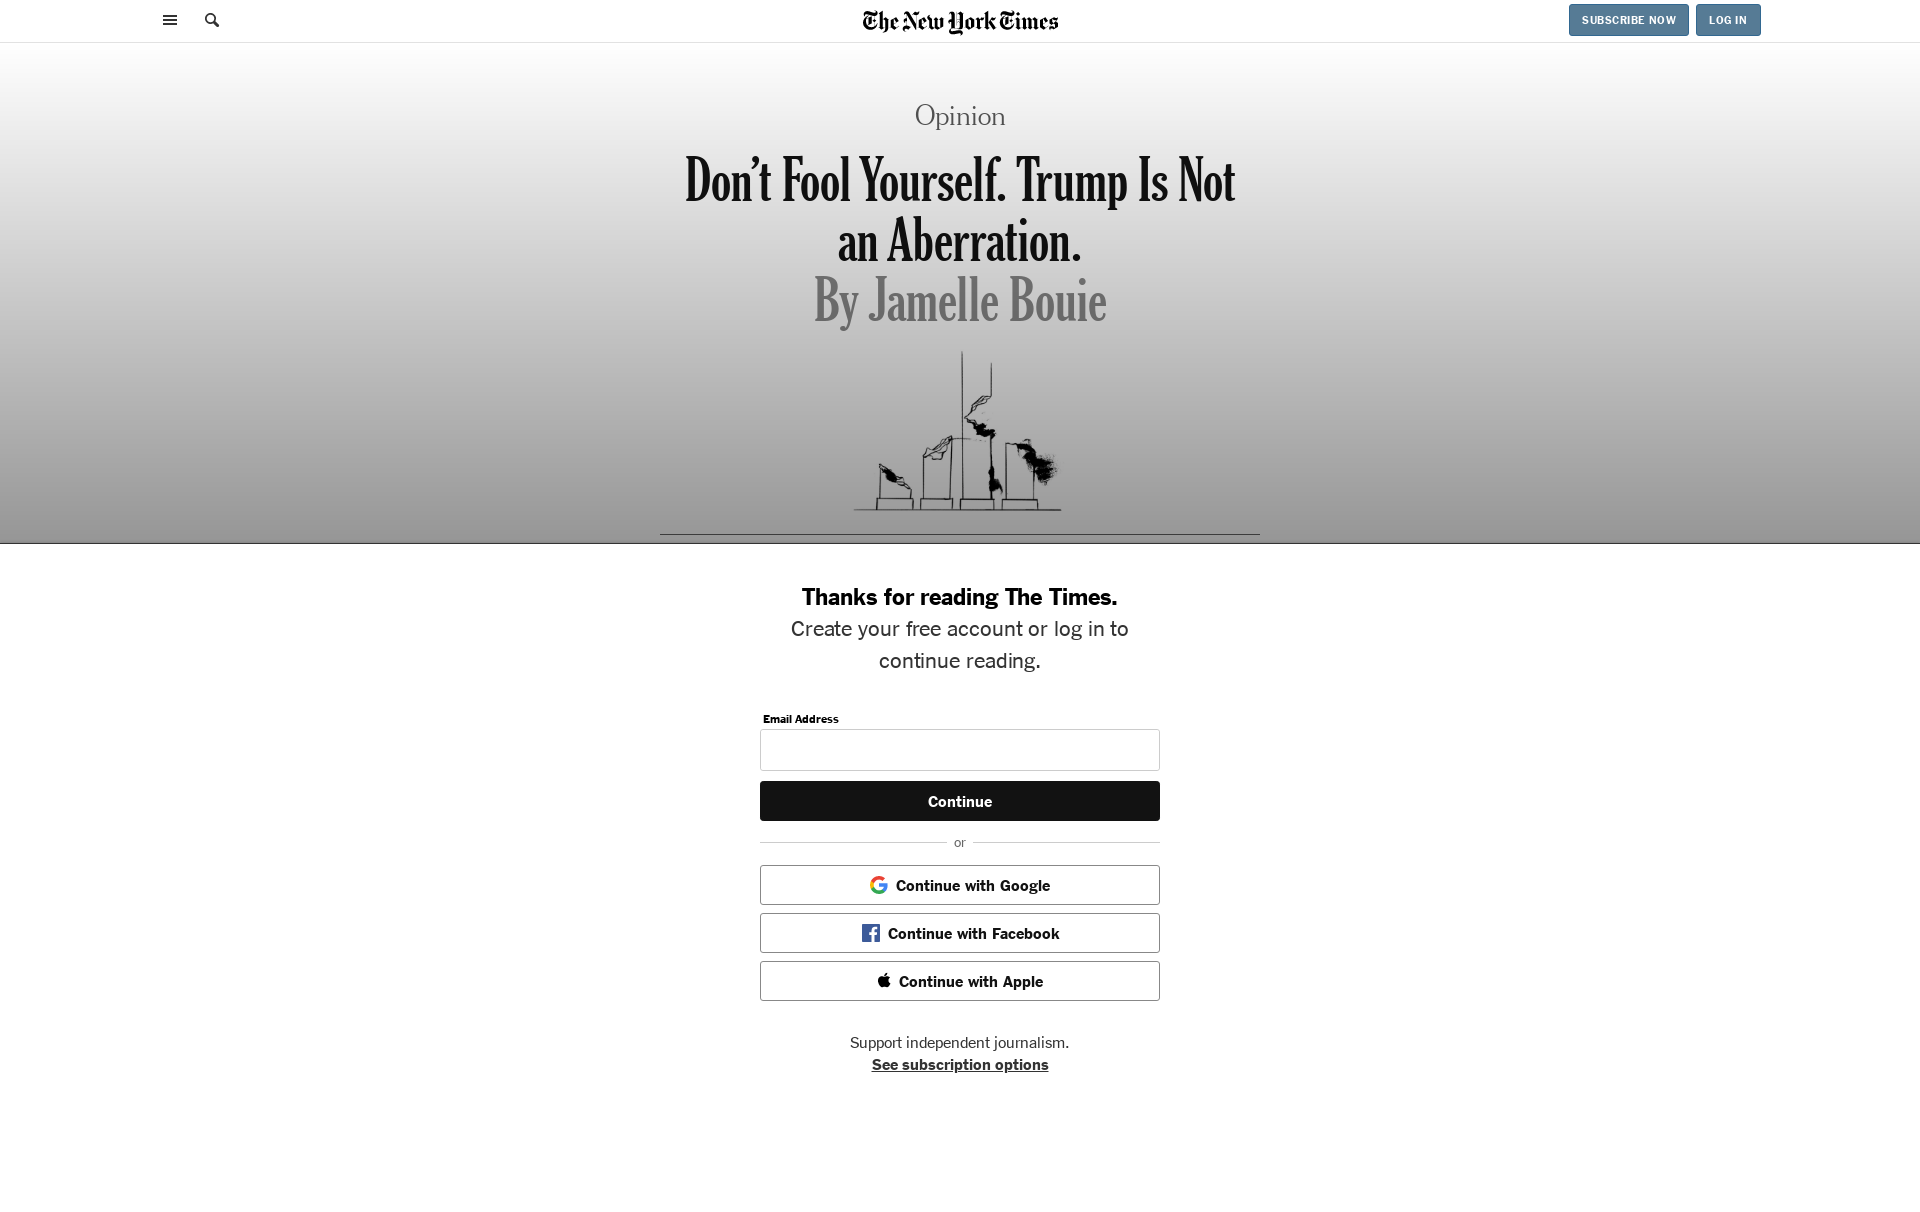 The New York Times
SUBSCRIBE NOW
LOG IN
Opinion
Don’t Fool Yourself. Trump Is Not
an Aberration.
By Jamelle Bouie
Thanks for reading The Times.
Create your free account or log in to
continue reading.
Email Address
Continue
or
Continue with Google
Continue with Facebook
Continue with Apple
Support independent journalism.
See subscription options